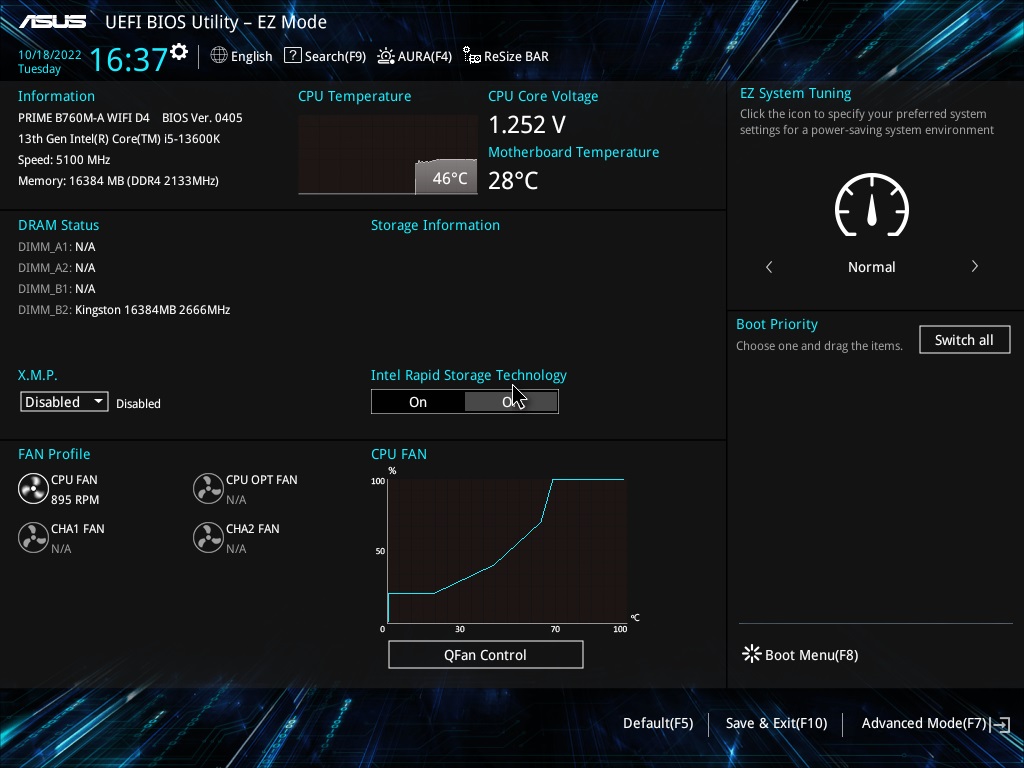 ASUS UEFI BIOS Utility – EZ Mode
10/18/2022 Tuesday 16:37 English ? Search(F9) AURA(F4) ReSize BAR
Information
PRIME B760M-A WIFI D4 BIOS Ver. 0405
13th Gen Intel(R) Core(TM) i5-13600K
Speed: 5100 MHz
Memory: 16384 MB (DDR4 2133MHz)
CPU Temperature
46°C
CPU Core Voltage
1.252 V
Motherboard Temperature
28°C
EZ System Tuning
Click the icon to specify your preferred system
settings for a power-saving system environment
Normal
DRAM Status
DIMM_A1: N/A
DIMM_A2: N/A
DIMM_B1: N/A
DIMM_B2: Kingston 16384MB 2666MHz
Storage Information
X.M.P.
Disabled Disabled
Intel Rapid Storage Technology
On
Boot Priority
Choose one and drag the items.
Switch all
FAN Profile
CPU FAN
895 RPM
CPU OPT FAN
N/A
CHA1 FAN
N/A
CHA2 FAN
N/A
CPU FAN
%
100
50
0 30 70 100
°C
QFan Control
Boot Menu(F8)
Default(F5) Save & Exit(F10) Advanced Mode(F7)